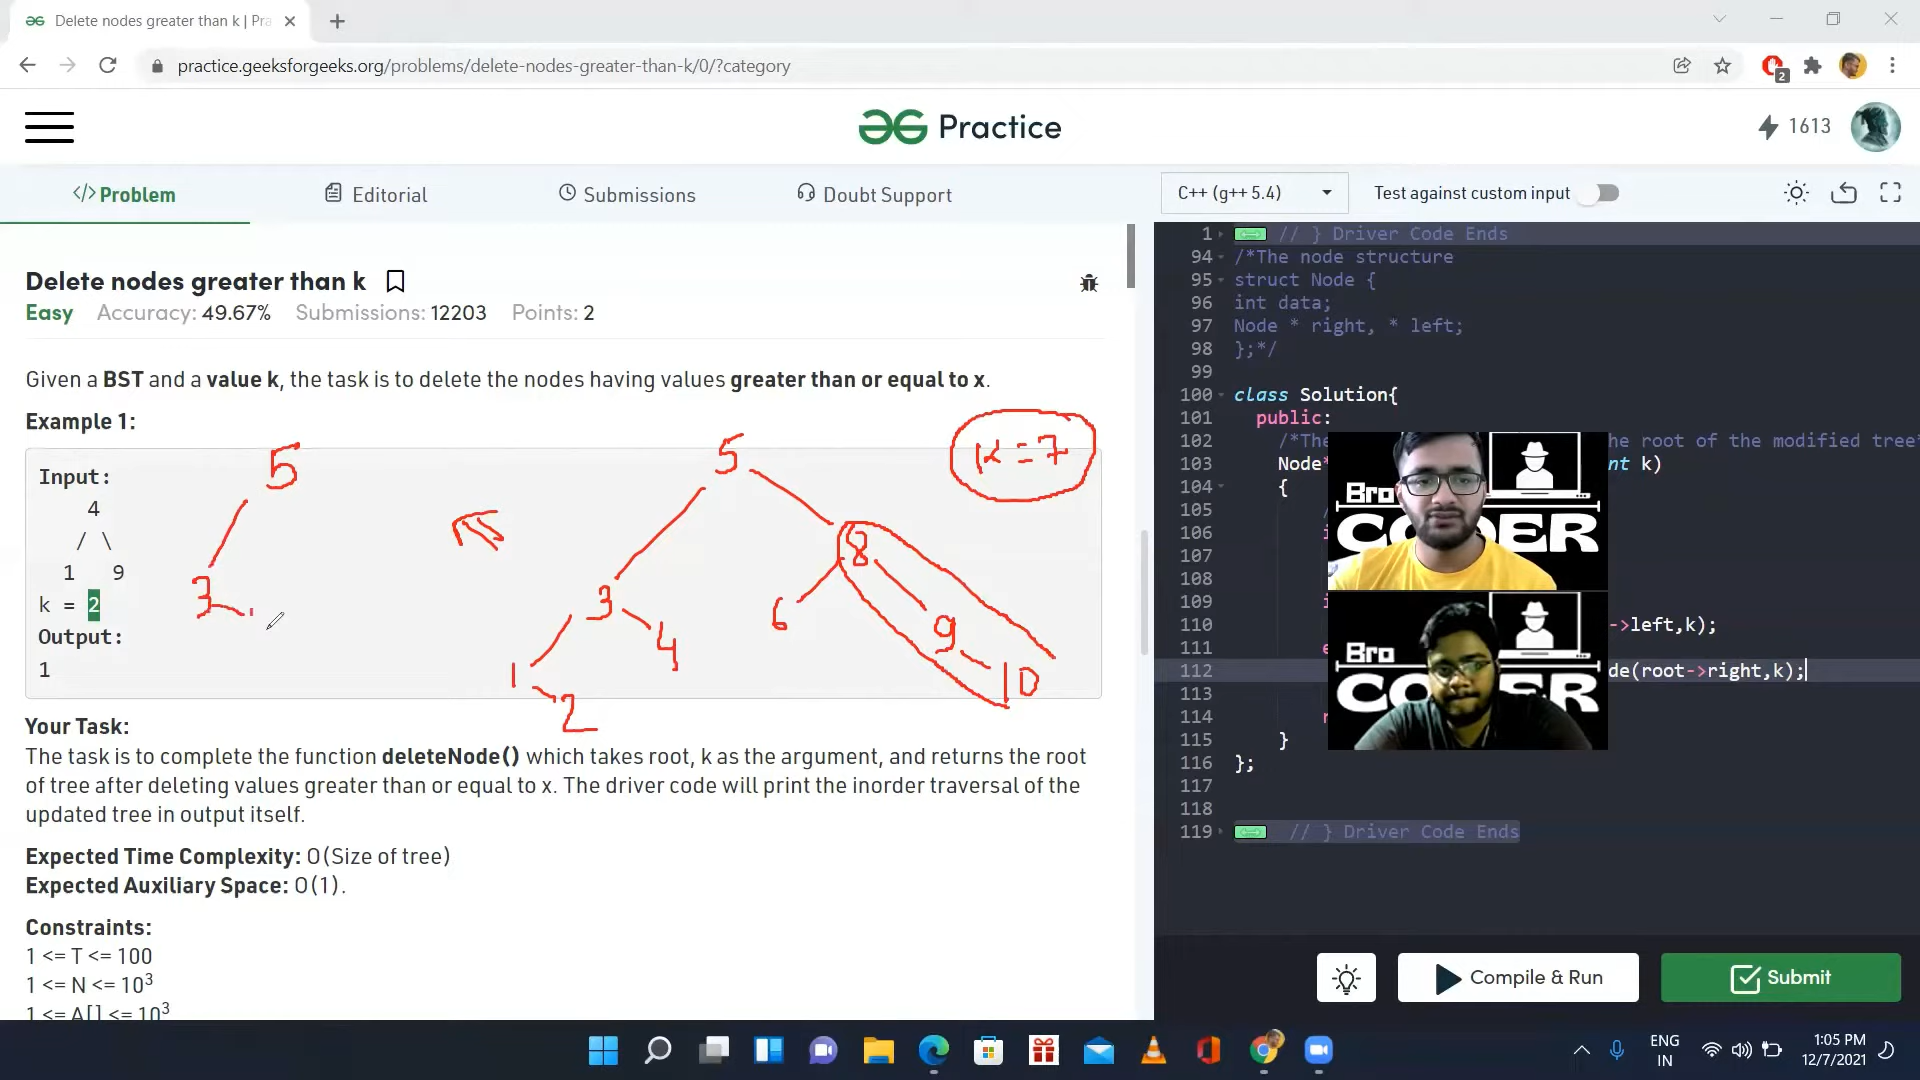 Delete nodes greater than k | Pra
practice.geeksforgeeks.org/problems/delete-nodes-greater-than-k/0/?category
2
Practice
1613
Problem
Editorial
Submissions
Doubt Support
Delete nodes greater than k
Easy Accuracy: 49.67% Submissions: 12203 Points: 2
Given a BST and a value k, the task is to delete the nodes having values greater than or equal to x.
Example 1:
Input:
4
/ \
1 9
k = 2
Output:
1
5
3
5
8
3
4
6
9
1
2
10
K = 7
Your Task:
The task is to complete the function deleteNode() which takes root, k as the argument, and returns the root
of tree after deleting values greater than or equal to x. The driver code will print the inorder traversal of the
updated tree in output itself.
Expected Time Complexity: O(Size of tree)
Expected Auxiliary Space: O(1).
Constraints:
1 <= T <= 100
1 <= N <= 10³
1 <= A[] <= 10³
C++ (g++ 5.4)
Test against custom input
1 // } Driver Code Ends
94 /*The node structure
95 struct Node {
96 int data;
97 Node * right, * left;
98 };*/
99
100 class Solution{
101 public:
102 /*The he root of the modified tree*
103 Node* nt k)
104 {
105 /
106 i
107
108
109 i
110 ->left,k);
111 e
112 de(root->right,k);
113
114 r
115 }
116 };
117
118
119 // } Driver Code Ends
Bro
CODER
Bro
CODER
Compile & Run
Submit
ENG
IN
1:05 PM
12/7/2021